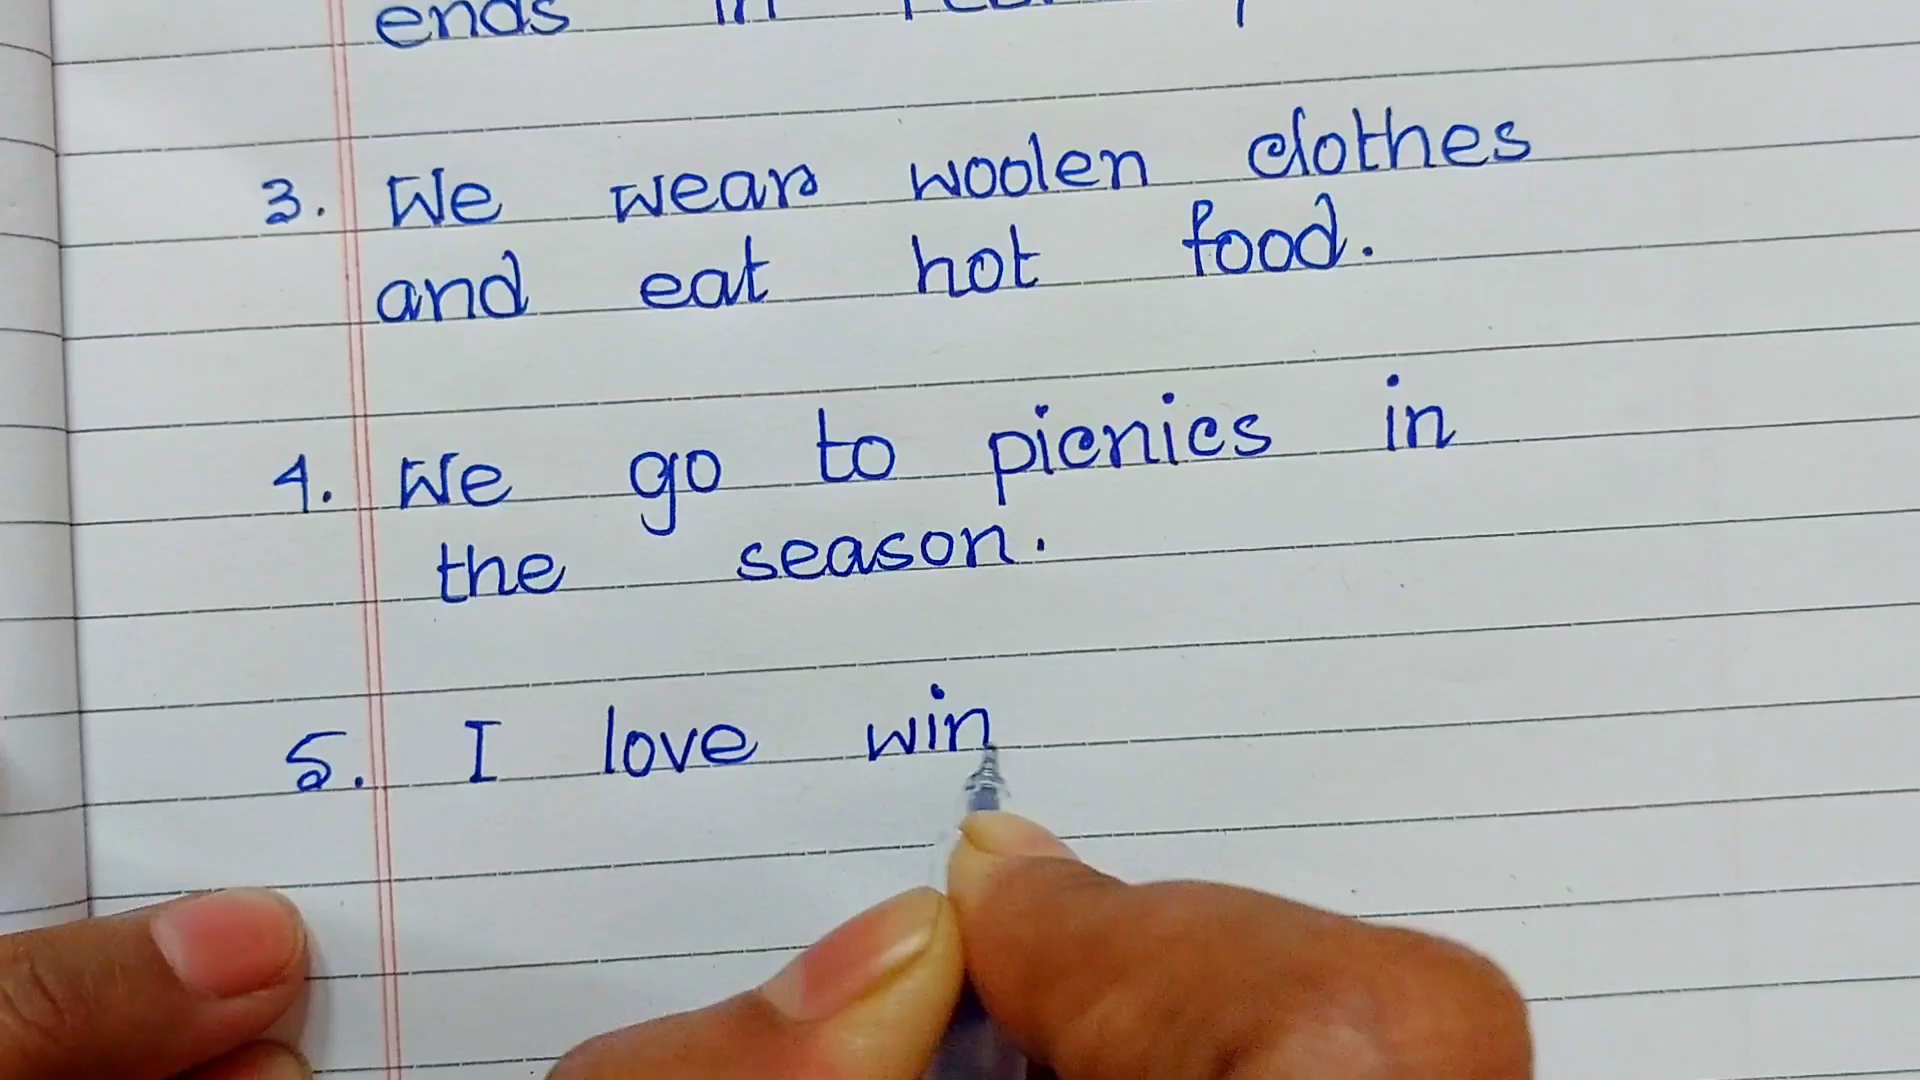 ends in
3. We wear woolen clothes
and eat hot food.
4. We go to picnics in
the season.
5. I love win